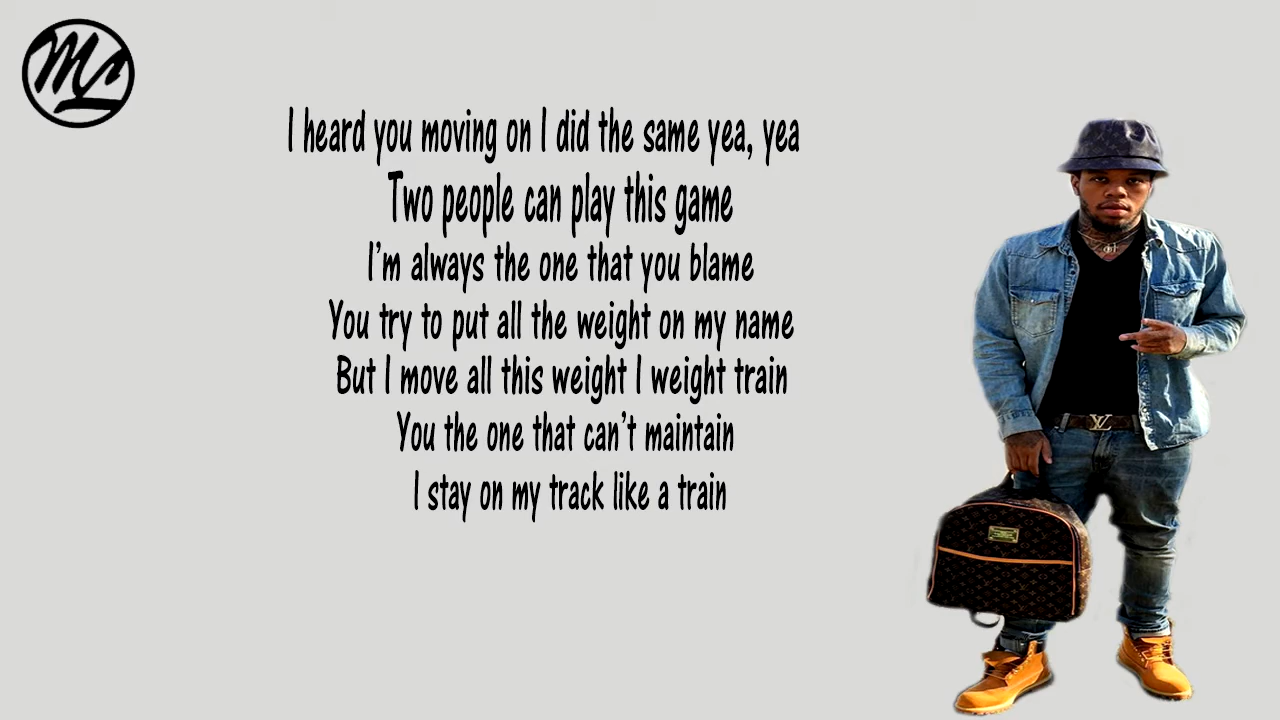 I heard you moving on I did the same yea, yea
Two people can play this game
I'm always the one that you blame
You try to put all the weight on my name
But I move all this weight I weight train
You the one that can't maintain
I stay on my track like a train
LV